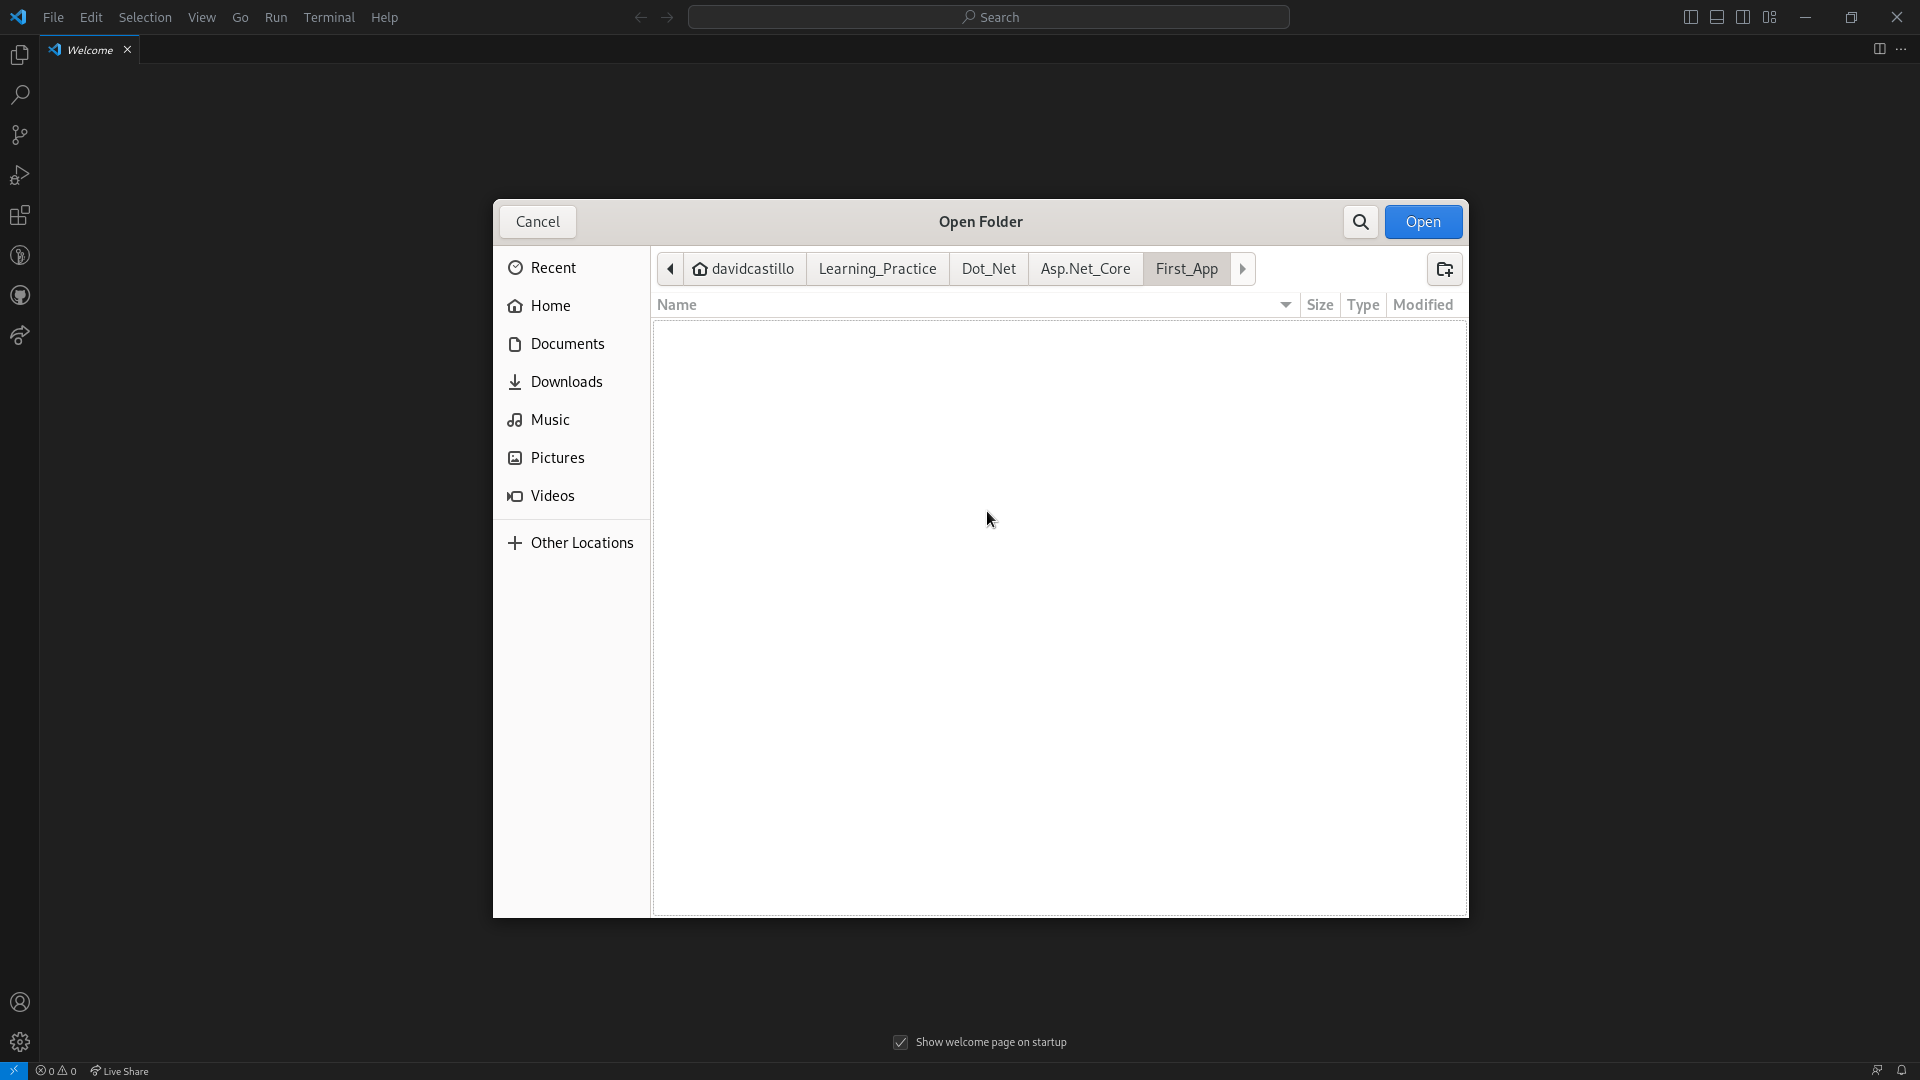 File Edit Selection View Go Run Terminal Help
Search
Welcome
Cancel
Open Folder
Open
Recent
Home
Documents
Downloads
Music
Pictures
Videos
Other Locations
davidcastillo Learning_Practice Dot_Net Asp.Net_Core First_App
Name Size Type Modified
Show welcome page on startup
0 0 Live Share